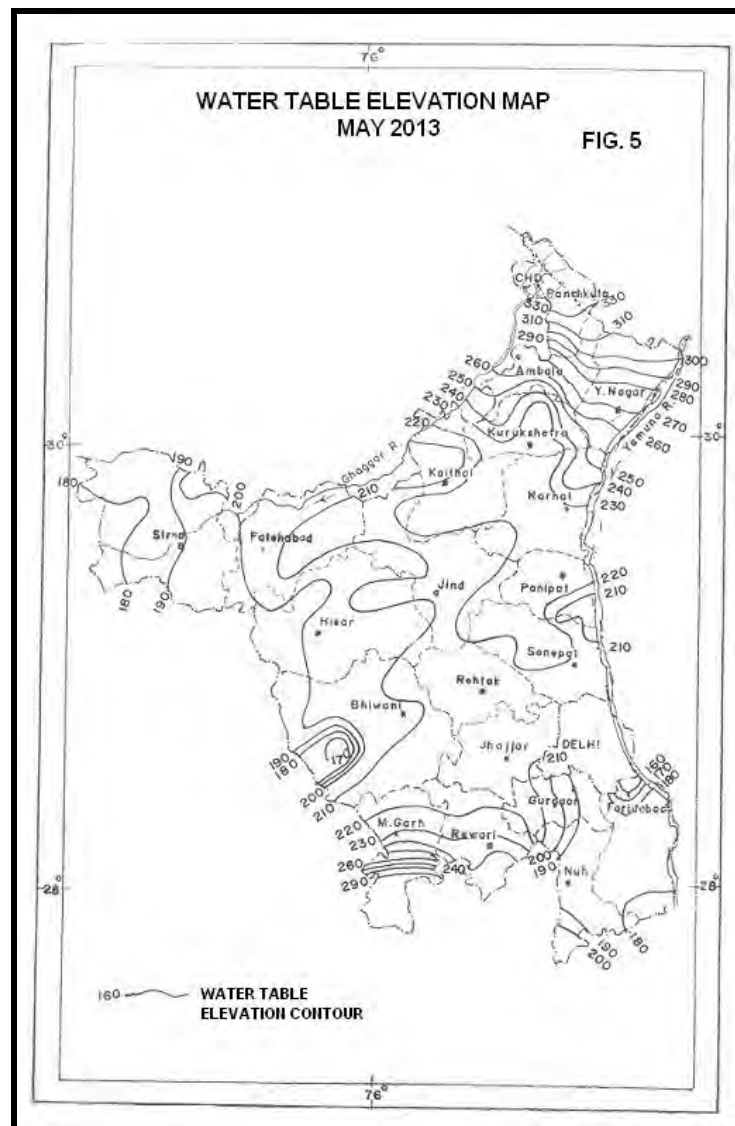 76°
WATER TABLE ELEVATION MAP
MAY 2013
FIG. 5
CHD
Panchkula
330
330
310
310
290
300
260
Ambala
250
290
240
Y. Nagar
280
230
270
Yamuna R.
220
260
Kurukshetra
30°
30°
Ghaggar R.
190
Kaithal
250
180
240
210
200
Karnal
230
Sirsa
Fatehabad
220
Panipat
210
Jind
180
190
Hisar
210
Sonepat
Rohtak
Bhiwani
Jhajjar
DELHI
210
190
180
170
180
200
Gurgaon
Faridabad
210
220
M.Garh
230
Rewari
200
260
240
190
290
Nuh
28°
28°
190
180
200
160
WATER TABLE
ELEVATION CONTOUR
76°